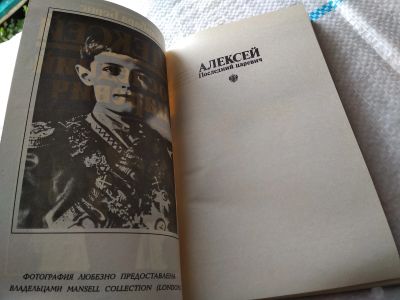 АЛЕКСЕЙ
Последний царевич
ФОТОГРАФИЯ ЛЮБЕЗНО ПРЕДОСТАВЛЕНА
ВЛАДЕЛЬЦАМИ MANSELL COLLECTION (LONDON